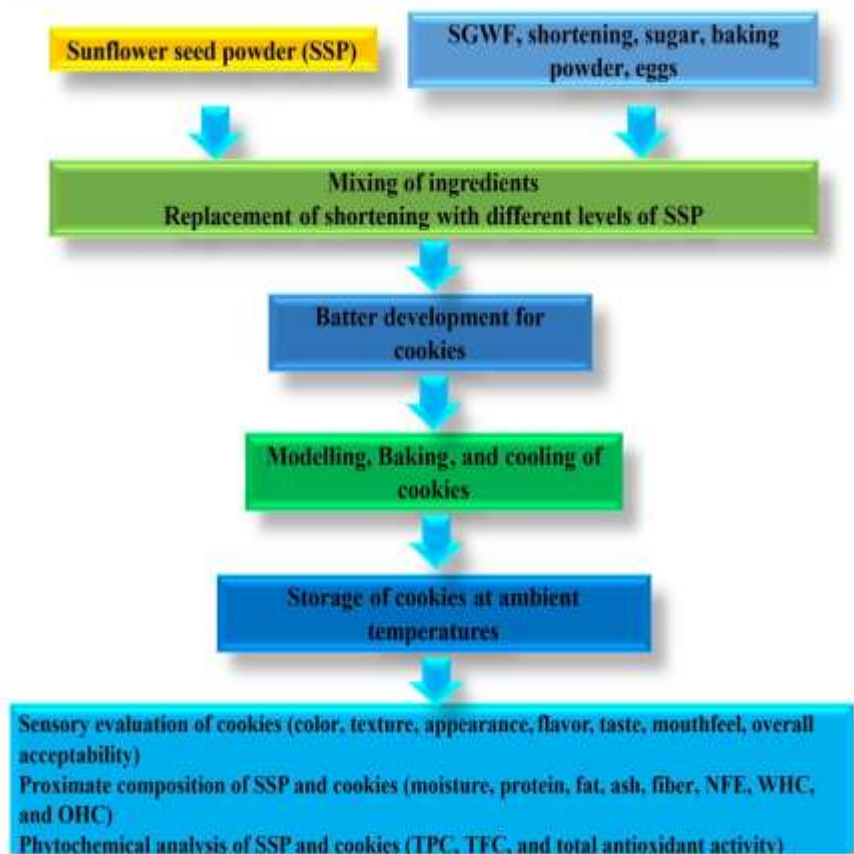 Sunflower seed powder (SSP)
SGWF, shortening, sugar, baking
powder, eggs
Mixing of ingredients
Replacement of shortening with different levels of SSP
Batter development for
cookies
Modelling, Baking, and cooling of
cookies
Storage of cookies at ambient
temperatures
Sensory evaluation of cookies (color, texture, appearance, flavor, taste, mouthfeel, overall
acceptability)
Proximate composition of SSP and cookies (moisture, protein, fat, ash, fiber, NFE, WHC,
and OHC)
Phytochemical analysis of SSP and cookies (TPC, TFC, and total antioxidant activity)